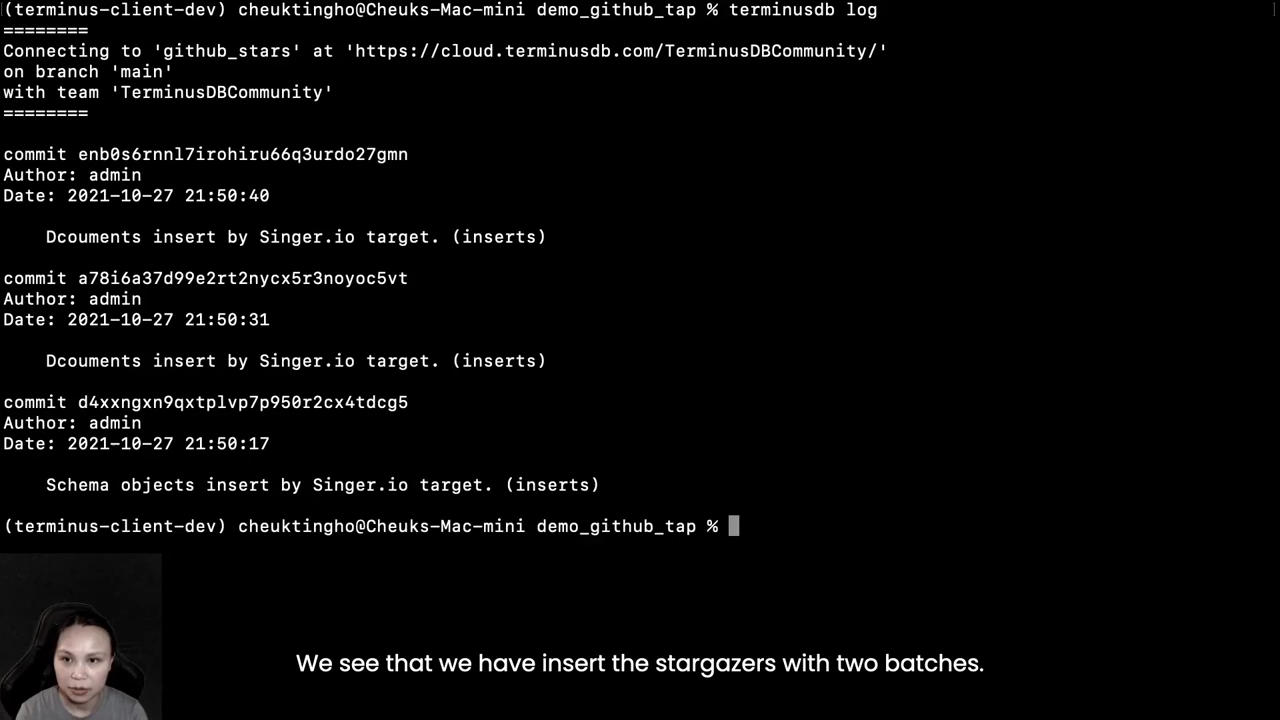 (terminus-client-dev) cheuktingho@Cheuks-Mac-mini demo_github_tap % terminusdb log
========
Connecting to 'github_stars' at 'https://cloud.terminusdb.com/TerminusDBCommunity/'
on branch 'main'
with team 'TerminusDBCommunity'
========
commit enb0s6rnnl7irohiru66q3urdo27gmn
Author: admin
Date: 2021-10-27 21:50:40
Dcouments insert by Singer.io target. (inserts)
commit a78i6a37d99e2rt2nycx5r3noyoc5vt
Author: admin
Date: 2021-10-27 21:50:31
Dcouments insert by Singer.io target. (inserts)
commit d4xxngxn9qxtplvp7p950r2cx4tdcg5
Author: admin
Date: 2021-10-27 21:50:17
Schema objects insert by Singer.io target. (inserts)
(terminus-client-dev) cheuktingho@Cheuks-Mac-mini demo_github_tap %
We see that we have insert the stargazers with two batches.